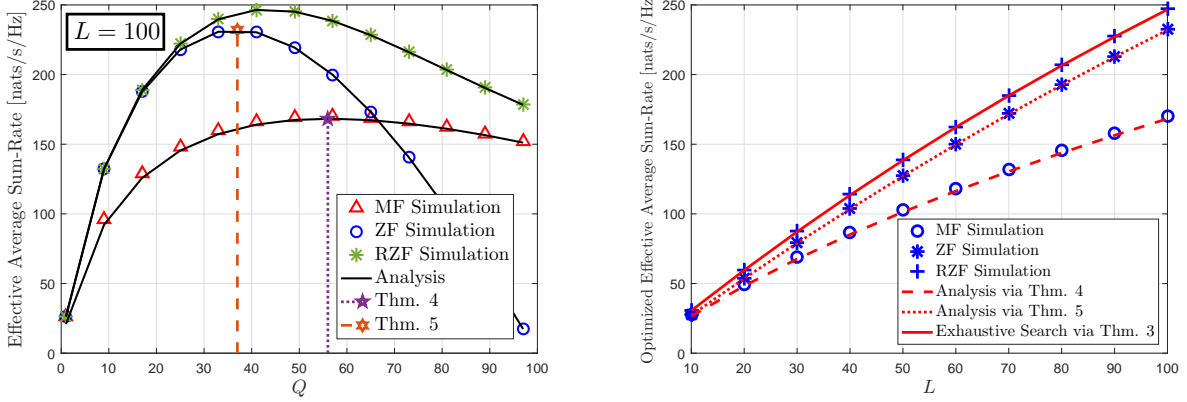 Effective Average Sum-Rate [nats/s/Hz]
250
200
150
100
50
0
L = 100
MF Simulation
ZF Simulation
RZF Simulation
Analysis
Thm. 4
Thm. 5
0 10 20 30 40 50 60 70 80 90 100
Q
Optimized Effective Average Sum-Rate [nats/s/Hz]
250
200
150
100
50
0
MF Simulation
ZF Simulation
RZF Simulation
Analysis via Thm. 4
Analysis via Thm. 5
Exhaustive Search via Thm. 3
10 20 30 40 50 60 70 80 90 100
L